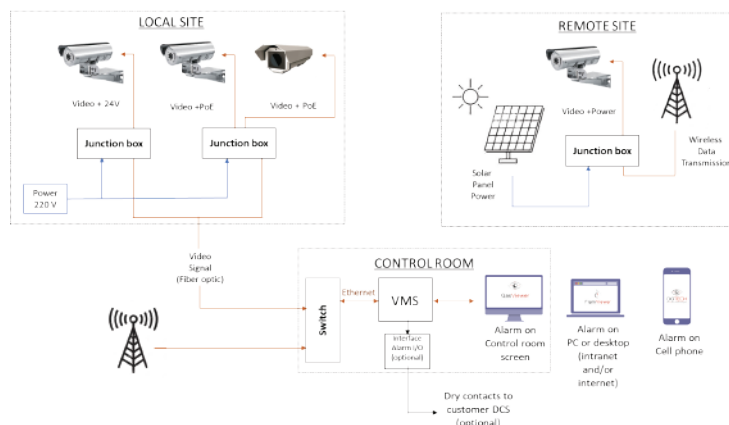 LOCAL SITE
REMOTE SITE
Video + 24V
Video +PoE
Video + PoE
Video +Power
Junction box
Junction box
Junction box
Power
220 V
Solar
Panel
Power
Wireless
Data
Transmission
Video
Signal
(Fiber optic)
CONTROL ROOM
Switch
Ethernet
VMS
Interface
Alarm I/O
(optional)
Alarm on
Control room
screen
Alarm on
PC or desktop
(intranet
and/or
internet)
Alarm on
Cell phone
Dry contacts to
customer DCS
(optional)